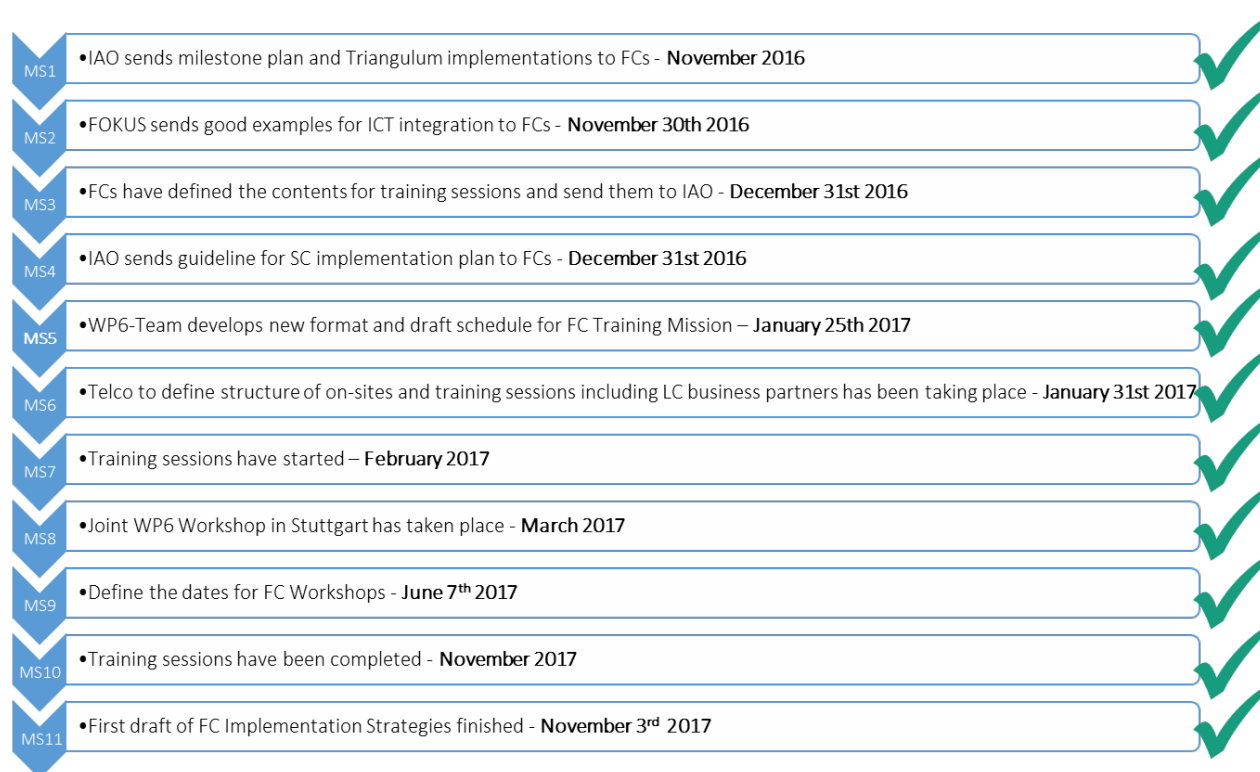 MS1
•IAO sends milestone plan and Triangulum implementations to FCs - November 2016
MS2
•FOKUS sends good examples for ICT integration to FCs - November 30th 2016
MS3
•FCs have defined the contents for training sessions and send them to IAO - December 31st 2016
MS4
•IAO sends guideline for SC implementation plan to FCs - December 31st 2016
MS5
•WP6-Team develops new format and draft schedule for FC Training Mission – January 25th 2017
MS6
•Telco to define structure of on-sites and training sessions including LC business partners has been taking place - January 31st 2017
MS7
•Training sessions have started – February 2017
MS8
•Joint WP6 Workshop in Stuttgart has taken place - March 2017
MS9
•Define the dates for FC Workshops - June 7th 2017
MS10
•Training sessions have been completed - November 2017
MS11
•First draft of FC Implementation Strategies finished - November 3rd 2017